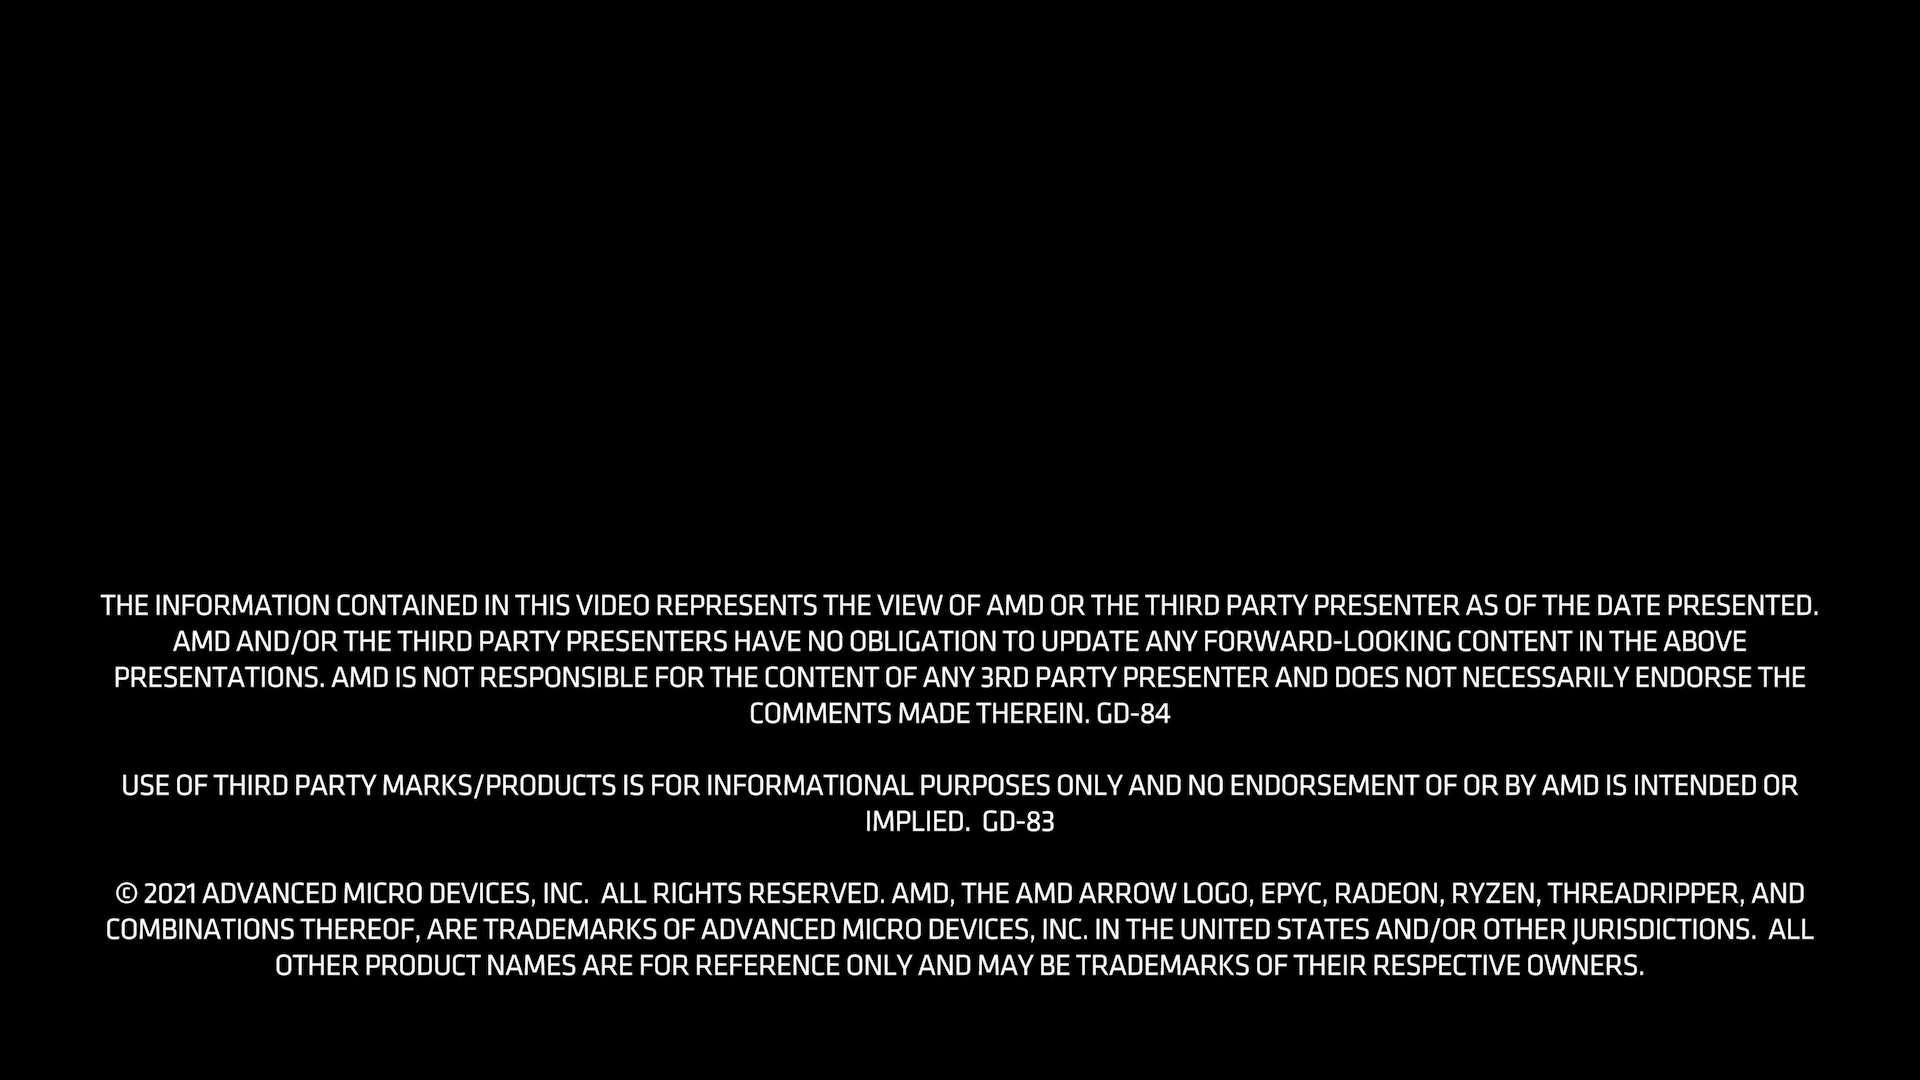 THE INFORMATION CONTAINED IN THIS VIDEO REPRESENTS THE VIEW OF AMD OR THE THIRD PARTY PRESENTER AS OF THE DATE PRESENTED.
AMD AND/OR THE THIRD PARTY PRESENTERS HAVE NO OBLIGATION TO UPDATE ANY FORWARD-LOOKING CONTENT IN THE ABOVE
PRESENTATIONS. AMD IS NOT RESPONSIBLE FOR THE CONTENT OF ANY 3RD PARTY PRESENTER AND DOES NOT NECESSARILY ENDORSE THE
COMMENTS MADE THEREIN. GD-84
USE OF THIRD PARTY MARKS/PRODUCTS IS FOR INFORMATIONAL PURPOSES ONLY AND NO ENDORSEMENT OF OR BY AMD IS INTENDED OR
IMPLIED.  GD-83
© 2021 ADVANCED MICRO DEVICES, INC.  ALL RIGHTS RESERVED. AMD, THE AMD ARROW LOGO, EPYC, RADEON, RYZEN, THREADRIPPER, AND
COMBINATIONS THEREOF, ARE TRADEMARKS OF ADVANCED MICRO DEVICES, INC. IN THE UNITED STATES AND/OR OTHER JURISDICTIONS.  ALL
OTHER PRODUCT NAMES ARE FOR REFERENCE ONLY AND MAY BE TRADEMARKS OF THEIR RESPECTIVE OWNERS.